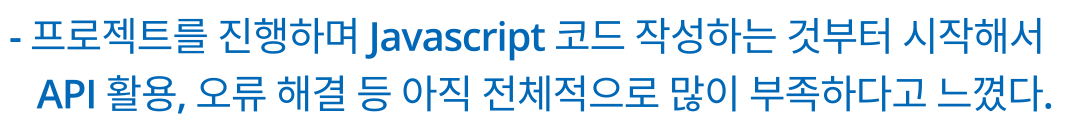 - 프로젝트를 진행하며 Javascript 코드 작성하는 것부터 시작해서
API 활용, 오류 해결 등 아직 전체적으로 많이 부족하다고 느꼈다.